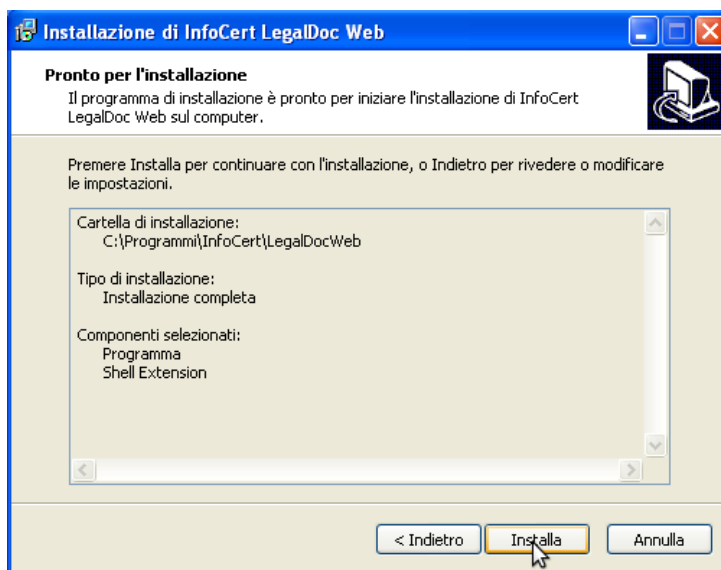 Installazione di InfoCert LegalDoc Web
Pronto per l'installazione
Il programma di installazione è pronto per iniziare l'installazione di InfoCert
LegalDoc Web sul computer.
Premere Installa per continuare con l'installazione, o Indietro per rivedere o modificare
le impostazioni.
Cartella di installazione:
C:\Programmi\InfoCert\LegalDocWeb
Tipo di installazione:
Installazione completa
Componenti selezionati:
Programma
Shell Extension
< Indietro
Installa
Annulla